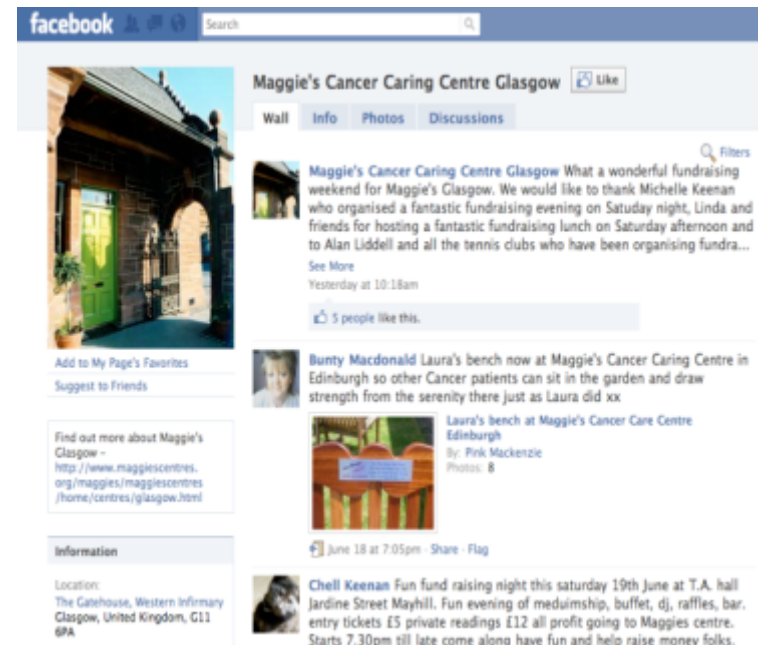 facebook
Search
Maggie's Cancer Caring Centre Glasgow Like
Wall Info Photos Discussions
Filters
Maggie's Cancer Caring Centre Glasgow What a wonderful fundraising
weekend for Maggie's Glasgow. We would like to thank Michelle Keenan
who organised a fantastic fundraising evening on Satuday night, Linda and
friends for hosting a fantastic fundraising lunch on Saturday afternoon and
to Alan Liddell and all the tennis clubs who have been organising fundra...
See More
Yesterday at 10:18am
5 people like this.
Add to My Page's Favorites
Suggest to Friends
Find out more about Maggie's
Glasgow –
http://www.maggiescentres.
org/maggies/maggiescentres
/home/centres/glasgow.html
Information
Location:
The Gatehouse, Western Infirmary
Glasgow, United Kingdom, G11
6PA
Bunty Macdonald Laura's bench now at Maggie's Cancer Caring Centre in
Edinburgh so other Cancer patients can sit in the garden and draw
strength from the serenity there just as Laura did xx
Laura's bench at Maggie's Cancer Care Centre
Edinburgh
By: Pink Mackenzie
Photos: 8
June 18 at 7:05pm · Share · Flag
Chell Keenan Fun fund raising night this saturday 19th June at T.A. hall
Jardine Street Mayhill. Fun evening of meduimship, buffet, dj, raffles, bar.
entry tickets £5 private readings £12 all profit going to Maggies centre.
Starts 7.30pm till late come along have fun and help raise money folks.